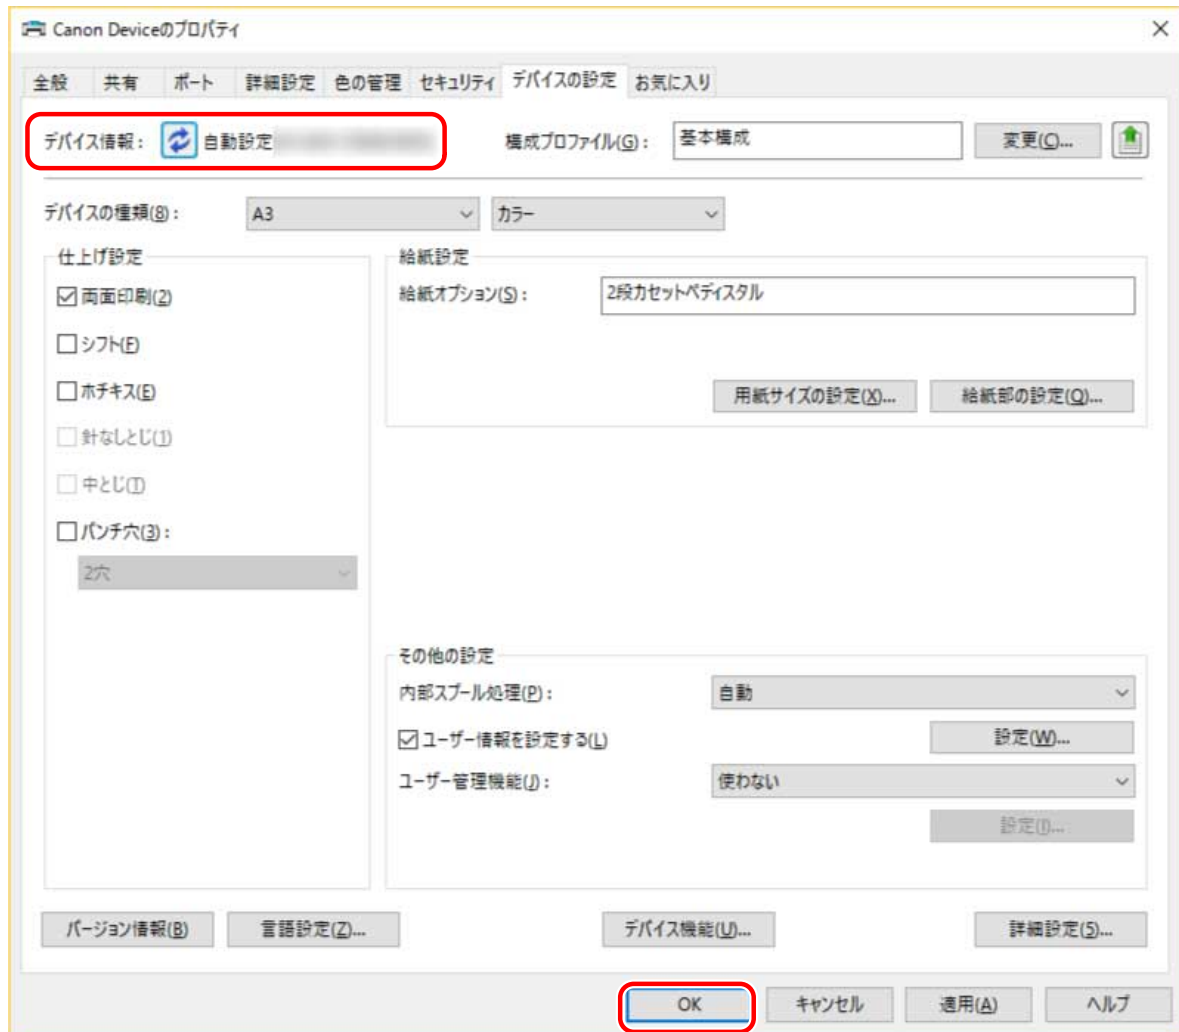 Canon Deviceのプロパティ
全般 共有 ポート 詳細設定 色の管理 セキュリティ デバイスの設定 お気に入り
デバイス情報： 自動設定 構成プロファイル(G)： 基本構成 変更(C)...
デバイスの種類(8)： A3 カラー
仕上げ設定 給紙設定
両面印刷(2) 給紙オプション(S)： 2段カセットペディスタル
シフト(F)
ホチキス(E) 用紙サイズの設定(X)... 給紙部の設定(Q)...
針なしとじ(1)
中とじ(T)
パンチ穴(3)：
2穴
その他の設定
内部スプール処理(P)： 自動
ユーザー情報を設定する(L) 設定(W)...
ユーザー管理機能(J)： 使わない
設定(I)...
バージョン情報(B) 言語設定(Z)... デバイス機能(U)... 詳細設定(5)...
OK キャンセル 適用(A) ヘルプ